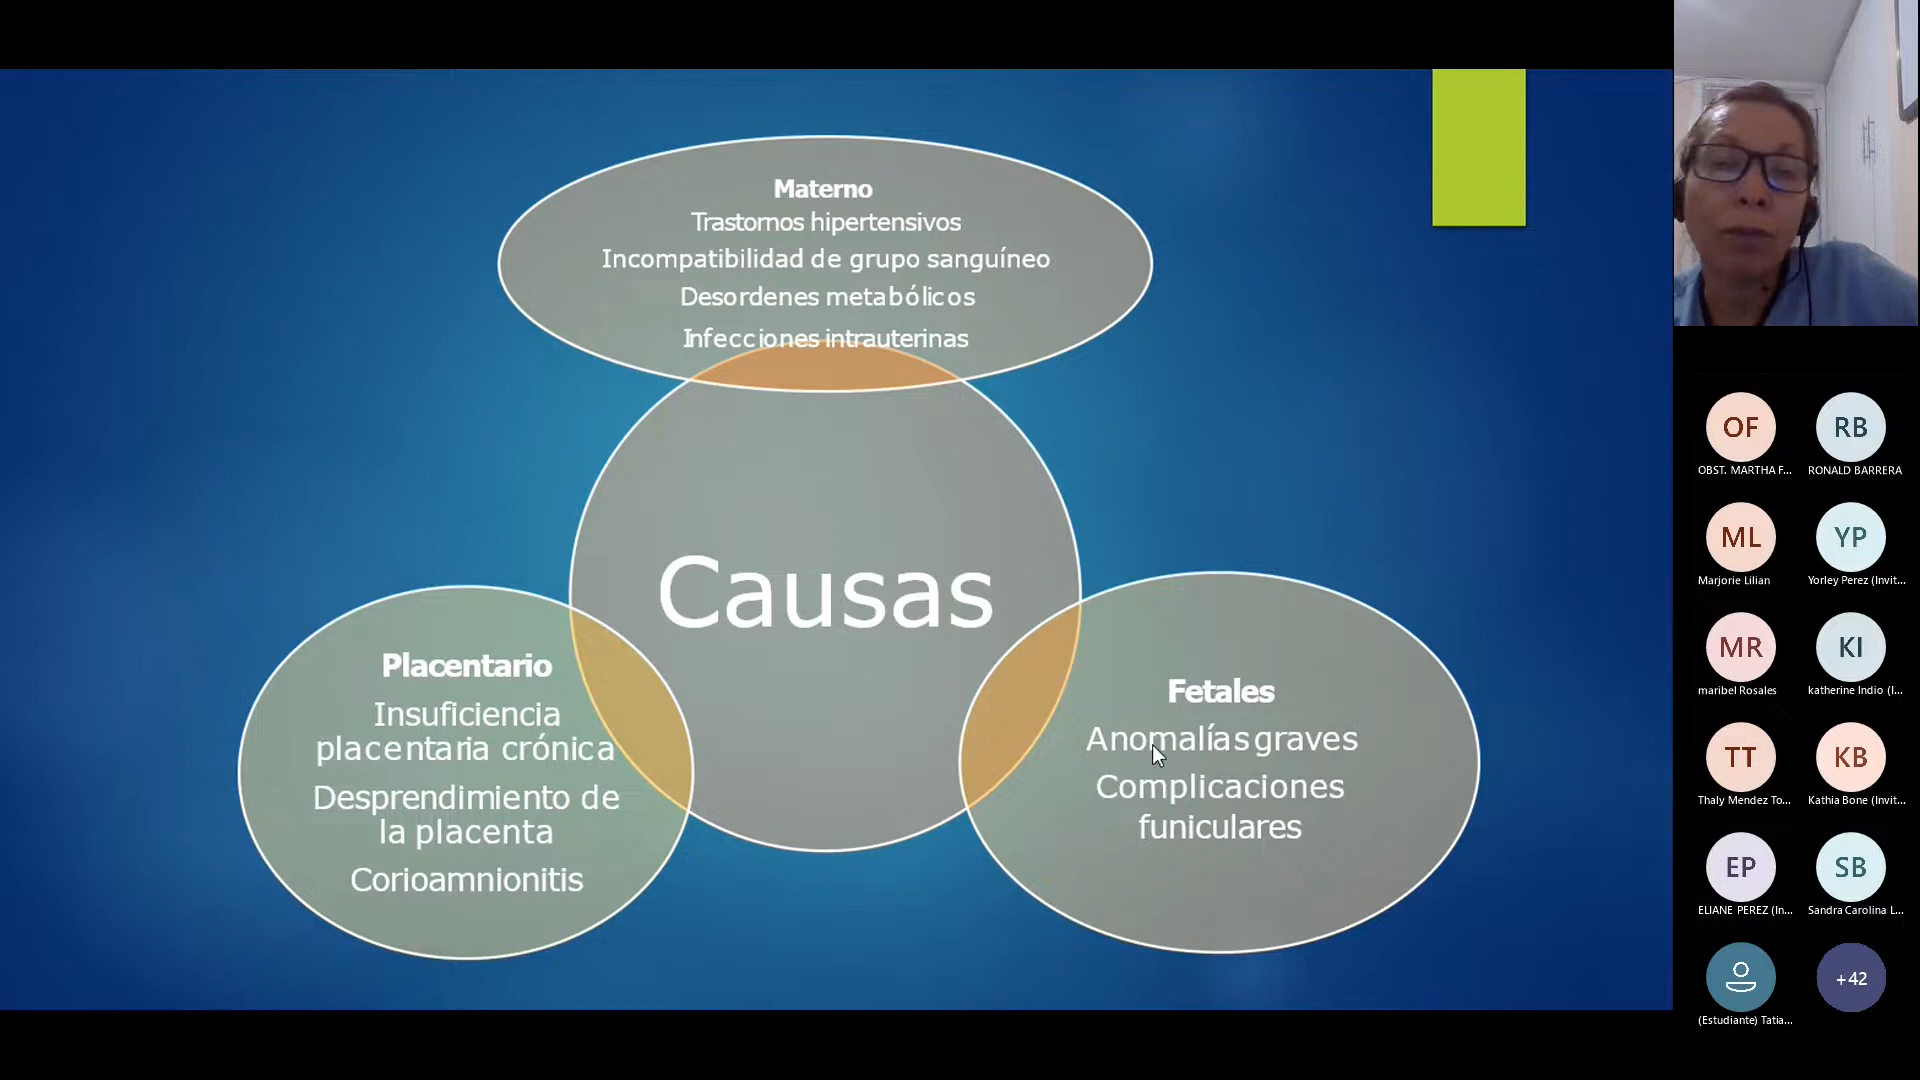 Materno
Trastornos hipertensivos
Incompatibilidad de grupo sanguíneo
Desordenes metabólicos
Infecciones intrauterinas
Causas
Placentario
Insuficiencia
placentaria crónica
Desprendimiento de
la placenta
Corioamnionitis
Fetales
Anomalías graves
Complicaciones
funiculares
OF
OBST. MARTHA F...
RB
RONALD BARRERA
ML
Marjorie Lilian
YP
Yorley Perez (Invit...
MR
maribel Rosales
KI
katherine Indio (I...
TT
Thaly Mendez To...
KB
Kathia Bone (Invit...
EP
ELIANE PEREZ (In...
SB
Sandra Carolina L...
(Estudiante) Tatia...
+42